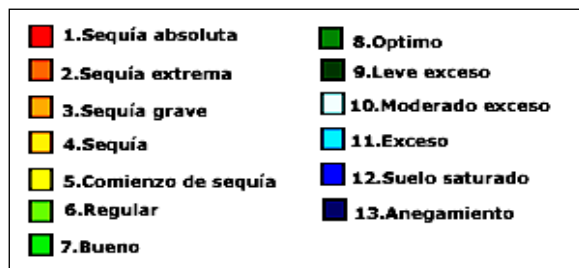 1.Sequía absoluta
2.Sequía extrema
3.Sequía grave
4.Sequía
5.Comienzo de sequía
6.Regular
7.Bueno
8.Optimo
9.Leve exceso
10.Moderado exceso
11.Exceso
12.Suelo saturado
13.Anegamiento